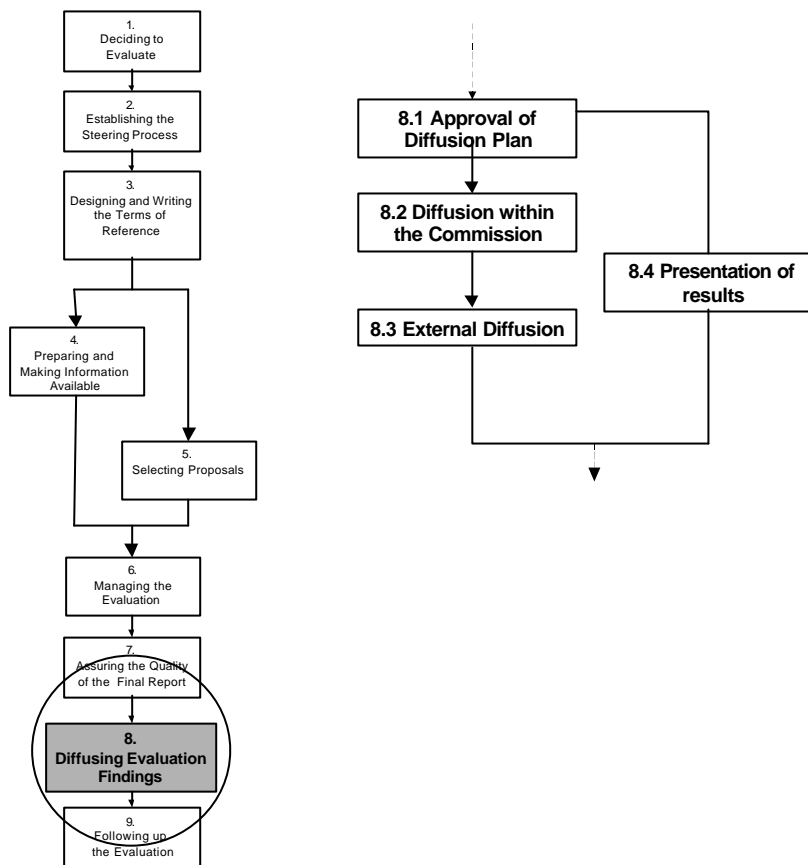 1.
Deciding to
Evaluate
2.
Establishing the
Steering Process
3.
Designing and Writing
the Terms of
Reference
4.
Preparing and
Making Information
Available
5.
Selecting Proposals
6.
Managing the
Evaluation
7.
Assuring the Quality
of the Final Report
8.
Diffusing Evaluation
Findings
9.
Following up
the Evaluation
8.1 Approval of
Diffusion Plan
8.2 Diffusion within
the Commission
8.3 External Diffusion
8.4 Presentation of
results